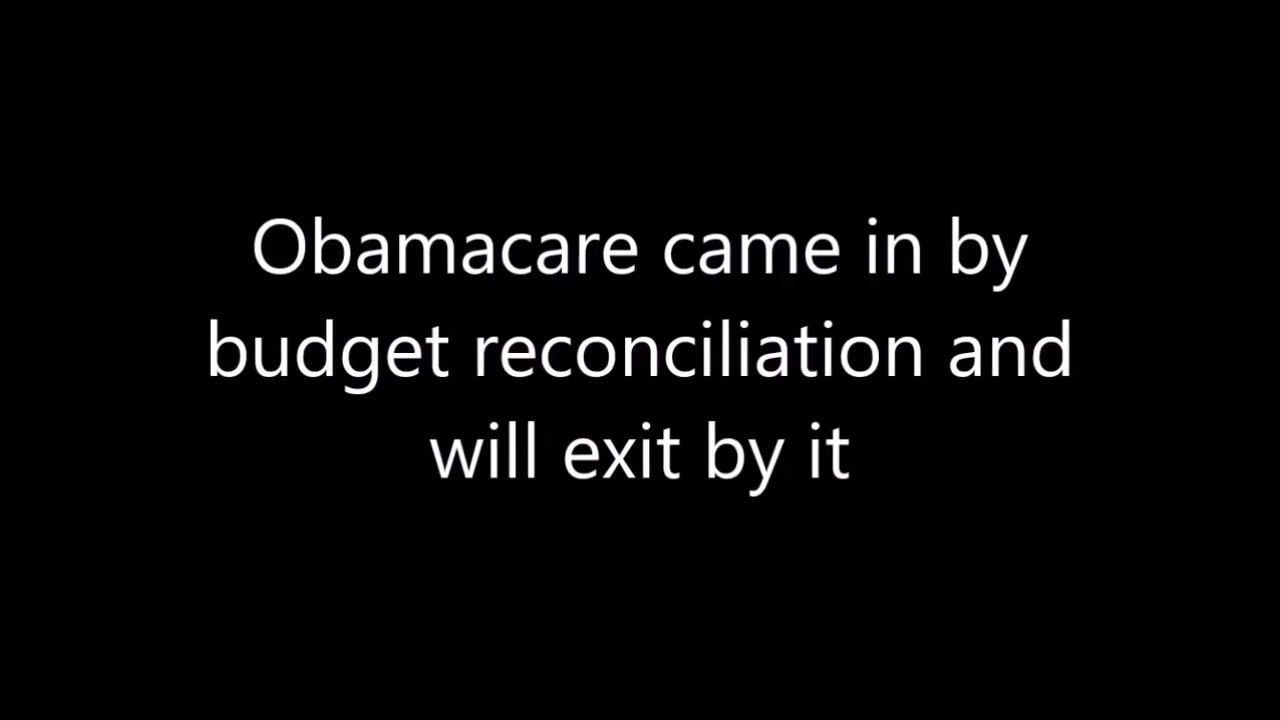 Obamacare came in by
budget reconciliation and
will exit by it